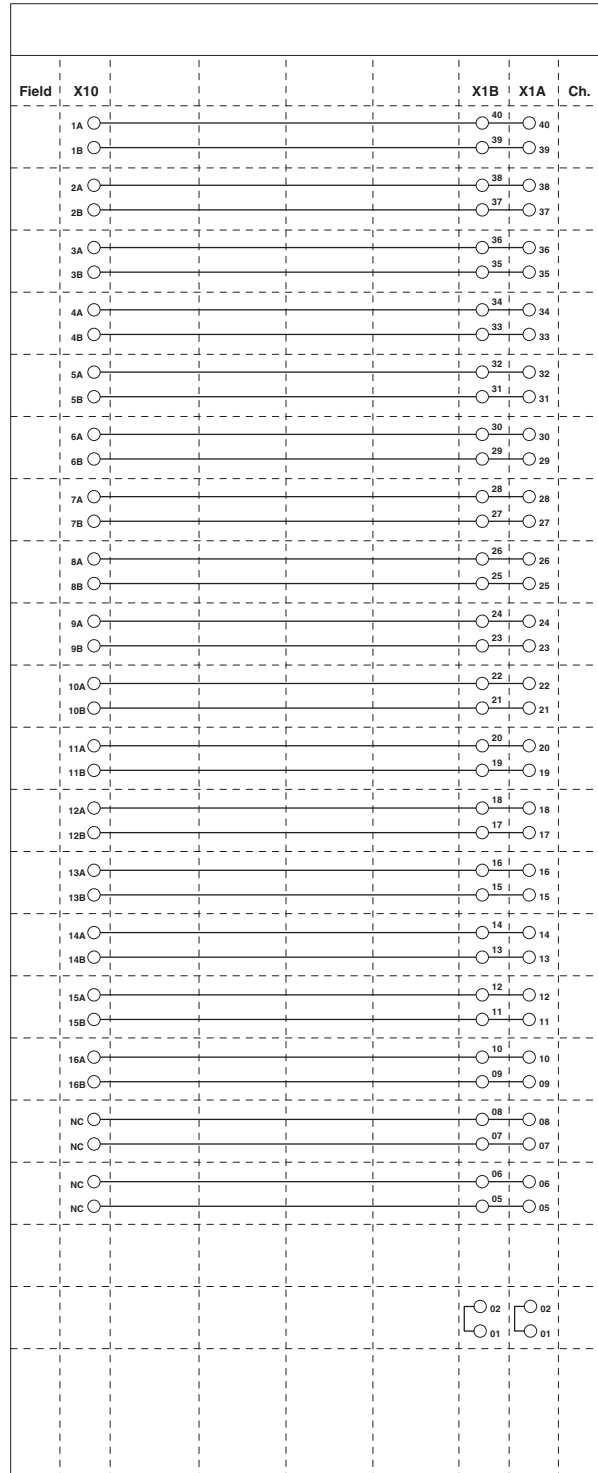 Field X10 X1B X1A Ch.
1A 40 40
1B 39 39
2A 38 38
2B 37 37
3A 36 36
3B 35 35
4A 34 34
4B 33 33
5A 32 32
5B 31 31
6A 30 30
6B 29 29
7A 28 28
7B 27 27
8A 26 26
8B 25 25
9A 24 24
9B 23 23
10A 22 22
10B 21 21
11A 20 20
11B 19 19
12A 18 18
12B 17 17
13A 16 16
13B 15 15
14A 14 14
14B 13 13
15A 12 12
15B 11 11
16A 10 10
16B 09 09
NC 08 08
NC 07 07
NC 06 06
NC 05 05
02 02
01 01